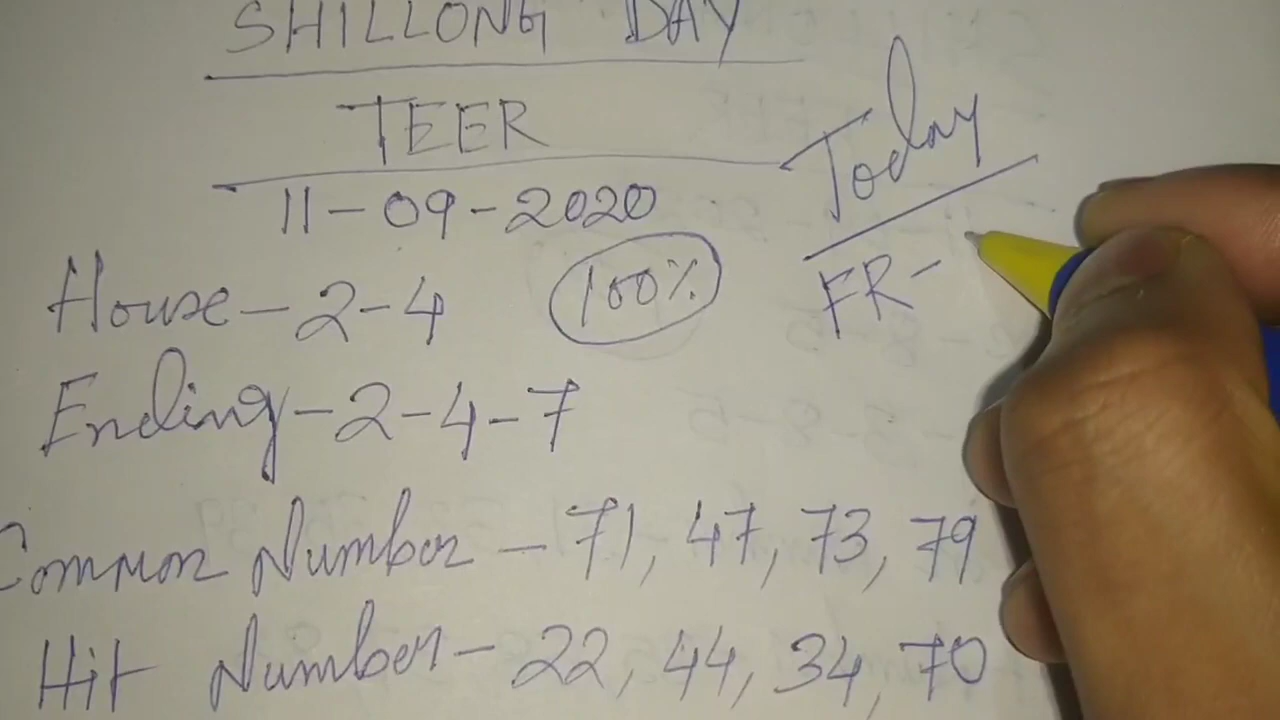 SHILLONG DAY
TEER
11-09-2020
Today
FR-
House-2-4
100%
Ending-2-4-7
Common Number - 71, 47, 73, 79
Hit Number - 22, 44, 34, 70